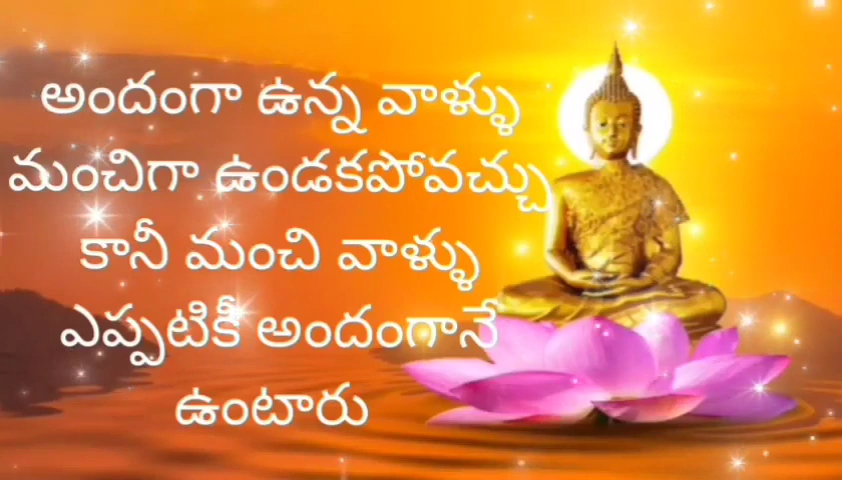 అందంగా ఉన్న వాళ్ళు
మంచిగా ఉండకపోవచ్చు
కానీ మంచి వాళ్ళు
ఎప్పటికీ అందంగానే
ఉంటారు